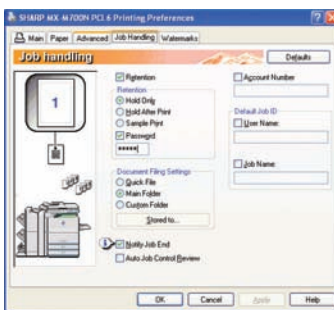 SHARP MX-M700N PCL6 Printing Preferences
Main Paper Advanced Job Handling Watermarks
Job handling
Defaults
1
Retention
Retention
Hold Only
Hold After Print
Sample Print
Password
*****
Document Filing Settings
Quick File
Main Folder
Custom Folder
Stored to...
Notify Job End
Auto Job Control Review
Account Number
Default Job ID
User Name:
Job Name:
OK Cancel Apply Help